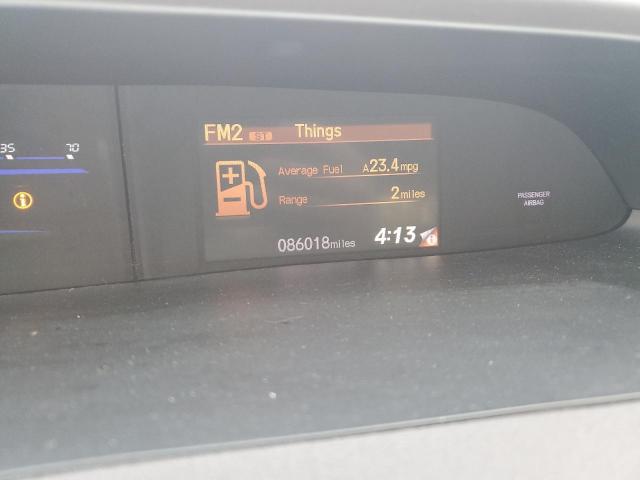 FM2 ST Things
35 70
Average Fuel A23.4mpg
Range 2miles
PASSENGER
AIRBAG
086018miles 4:13